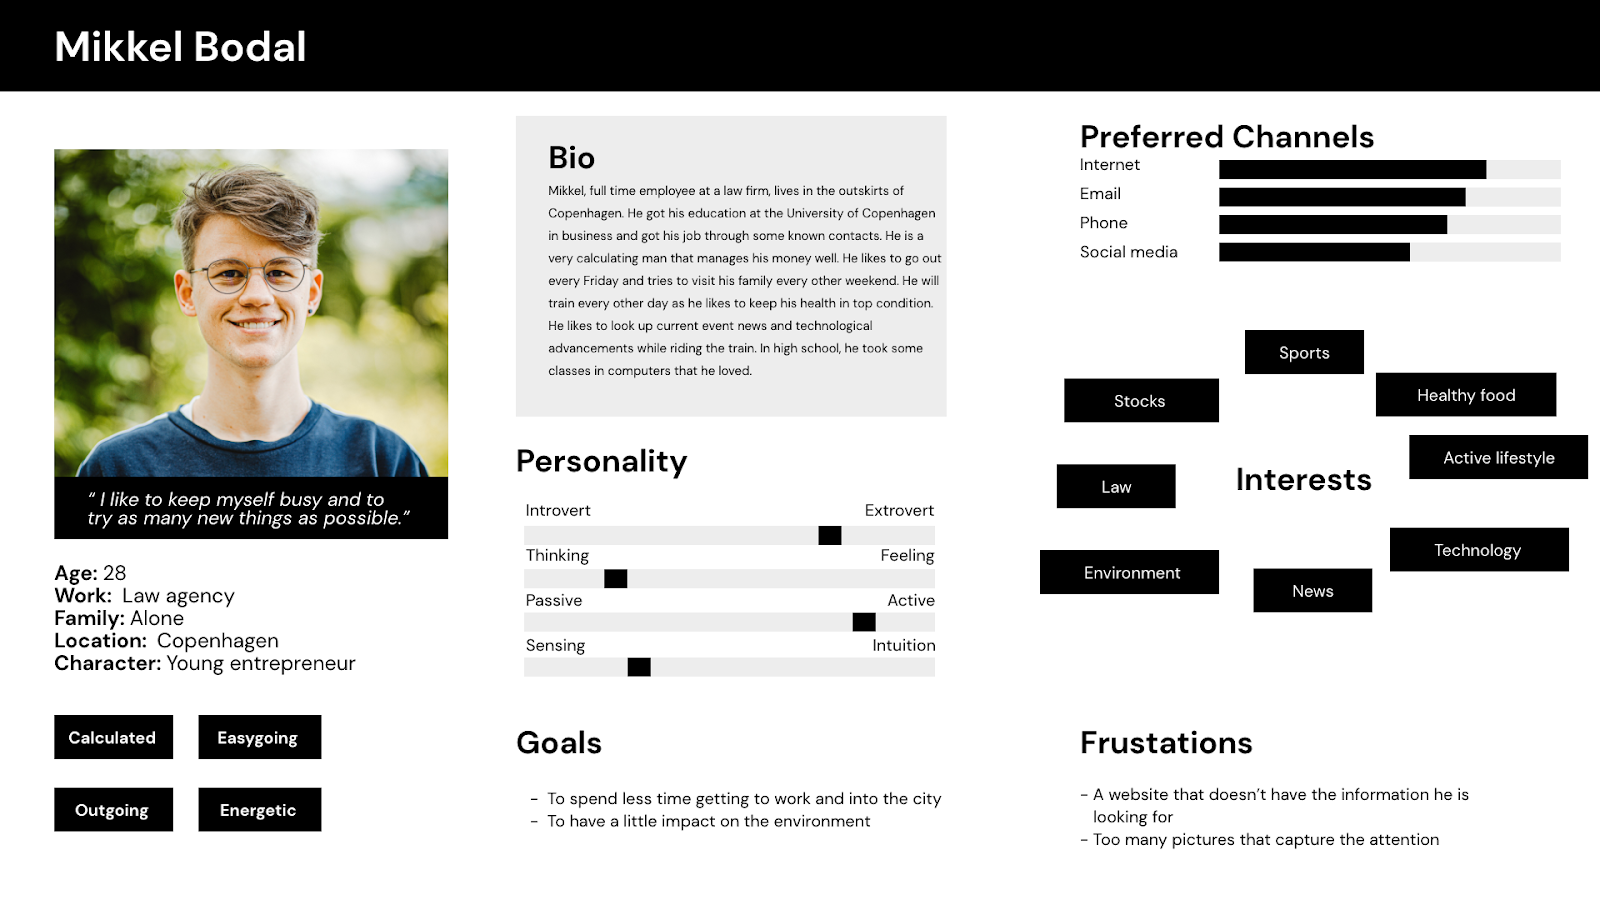 Mikkel Bodal
“ I like to keep myself busy and to
try as many new things as possible.”
Age: 28
Work: Law agency
Family: Alone
Location: Copenhagen
Character: Young entrepreneur
Calculated
Easygoing
Outgoing
Energetic
Bio
Mikkel, full time employee at a law firm, lives in the outskirts of
Copenhagen. He got his education at the University of Copenhagen
in business and got his job through some known contacts. He is a
very calculating man that manages his money well. He likes to go out
every Friday and tries to visit his family every other weekend. He will
train every other day as he likes to keep his health in top condition.
He likes to look up current event news and technological
advancements while riding the train. In high school, he took some
classes in computers that he loved.
Personality
Introvert Extrovert
Thinking Feeling
Passive Active
Sensing Intuition
Goals
- To spend less time getting to work and into the city
- To have a little impact on the environment
Preferred Channels
Internet
Email
Phone
Social media
Sports
Stocks
Healthy food
Active lifestyle
Law
Interests
Technology
Environment
News
Frustations
- A website that doesn’t have the information he is
looking for
- Too many pictures that capture the attention